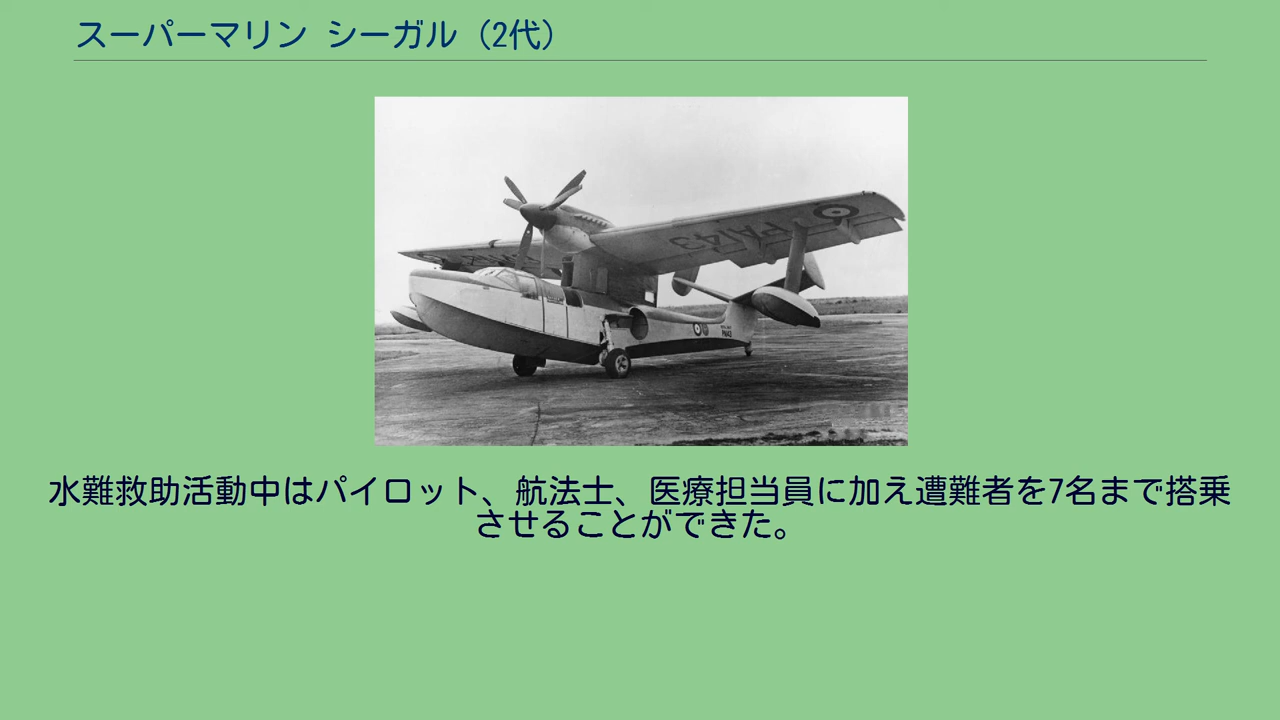 スーパーマリン シーガル（2代）
PA143
水難救助活動中はパイロット、航法士、医療担当員に加え遭難者を7名まで搭乗
させることができた。